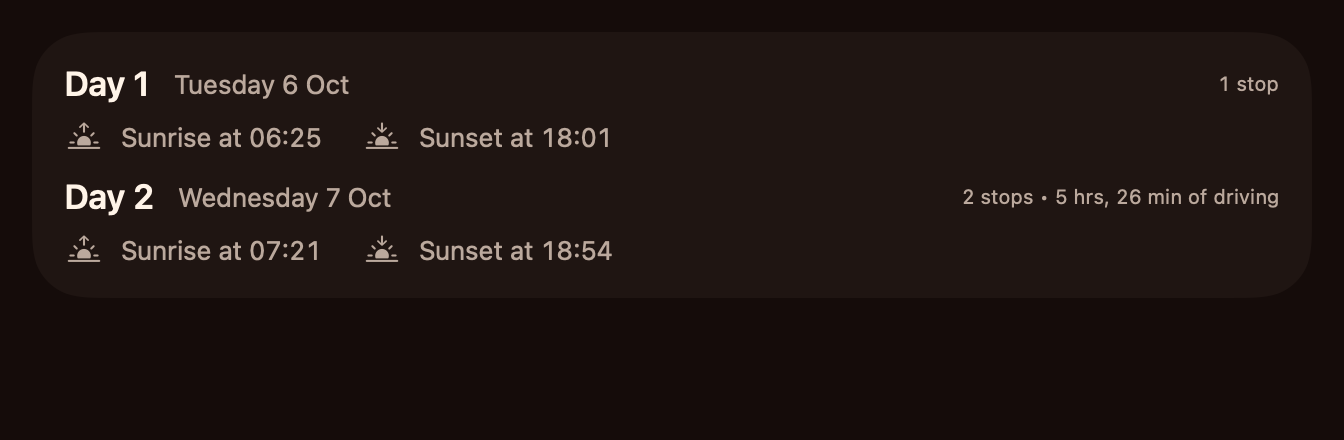 Day 1 Tuesday 6 Oct 1 stop
Sunrise at 06:25 Sunset at 18:01
Day 2 Wednesday 7 Oct 2 stops • 5 hrs, 26 min of driving
Sunrise at 07:21 Sunset at 18:54